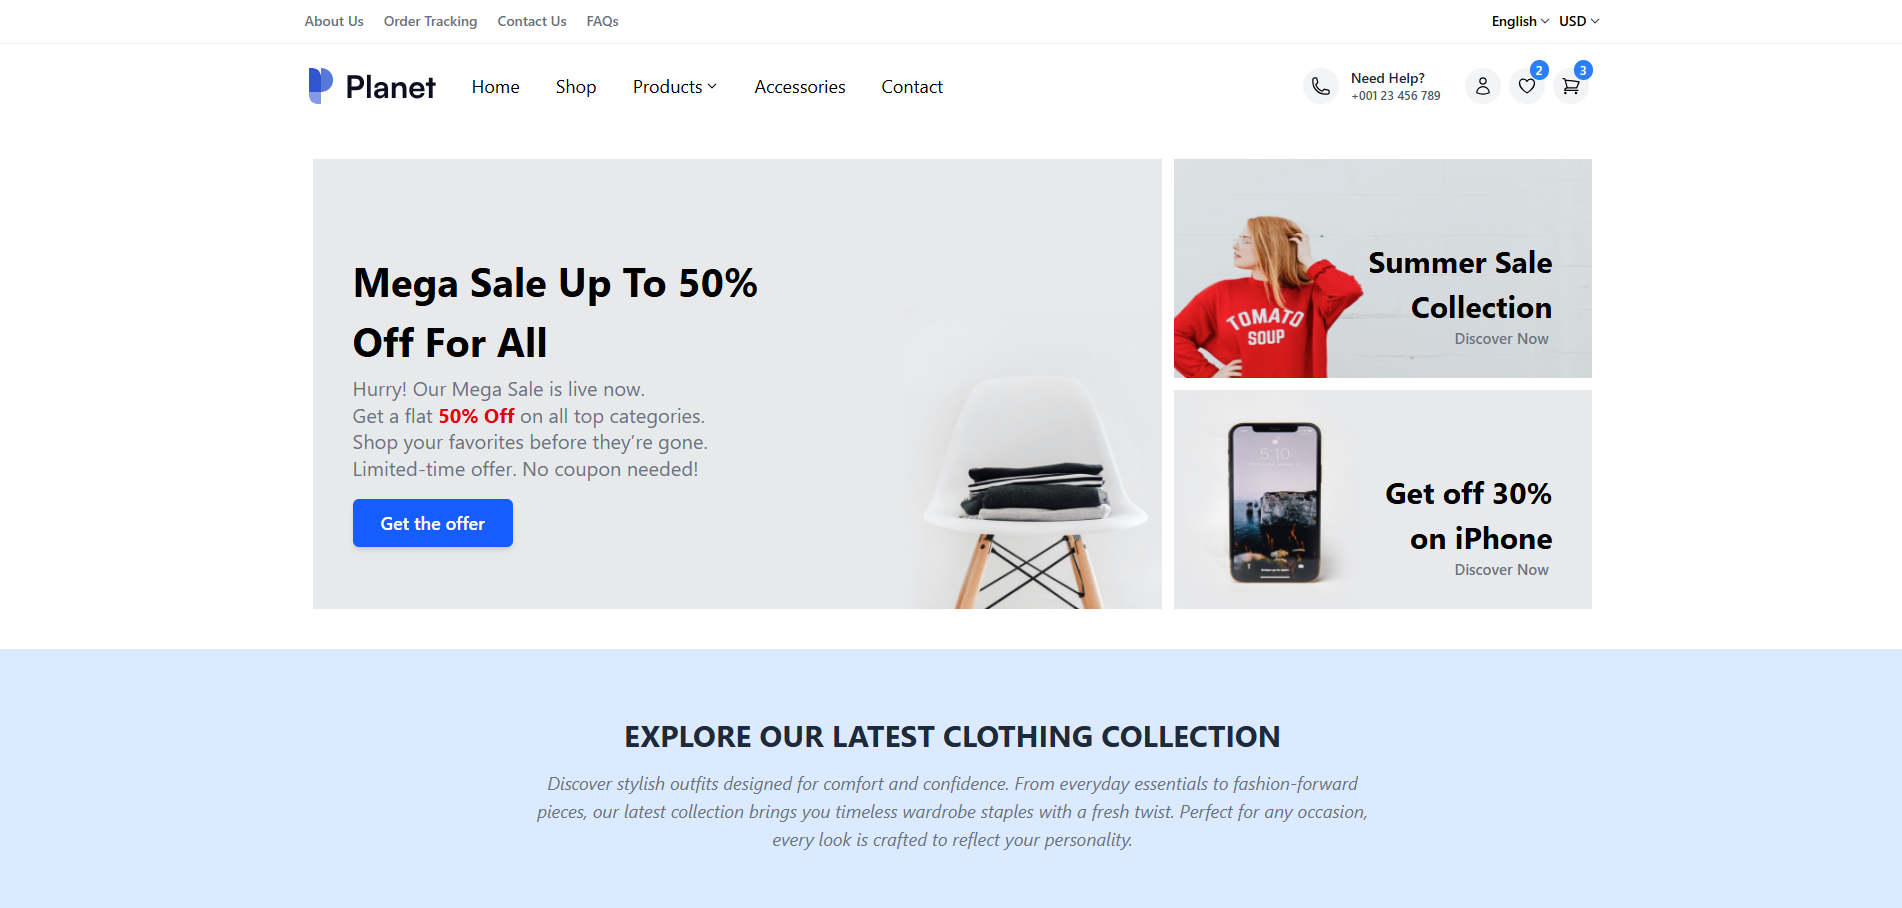 About Us Order Tracking Contact Us FAQs English USD
Planet Home Shop Products Accessories Contact
Need Help?
+001 23 456 789
2
3
Mega Sale Up To 50%
Off For All
Hurry! Our Mega Sale is live now.
Get a flat 50% Off on all top categories.
Shop your favorites before they’re gone.
Limited-time offer. No coupon needed!
Get the offer
TOMATO
SOUP
Summer Sale
Collection
Discover Now
5:10
Get off 30%
on iPhone
Discover Now
EXPLORE OUR LATEST CLOTHING COLLECTION
Discover stylish outfits designed for comfort and confidence. From everyday essentials to fashion-forward
pieces, our latest collection brings you timeless wardrobe staples with a fresh twist. Perfect for any occasion,
every look is crafted to reflect your personality.